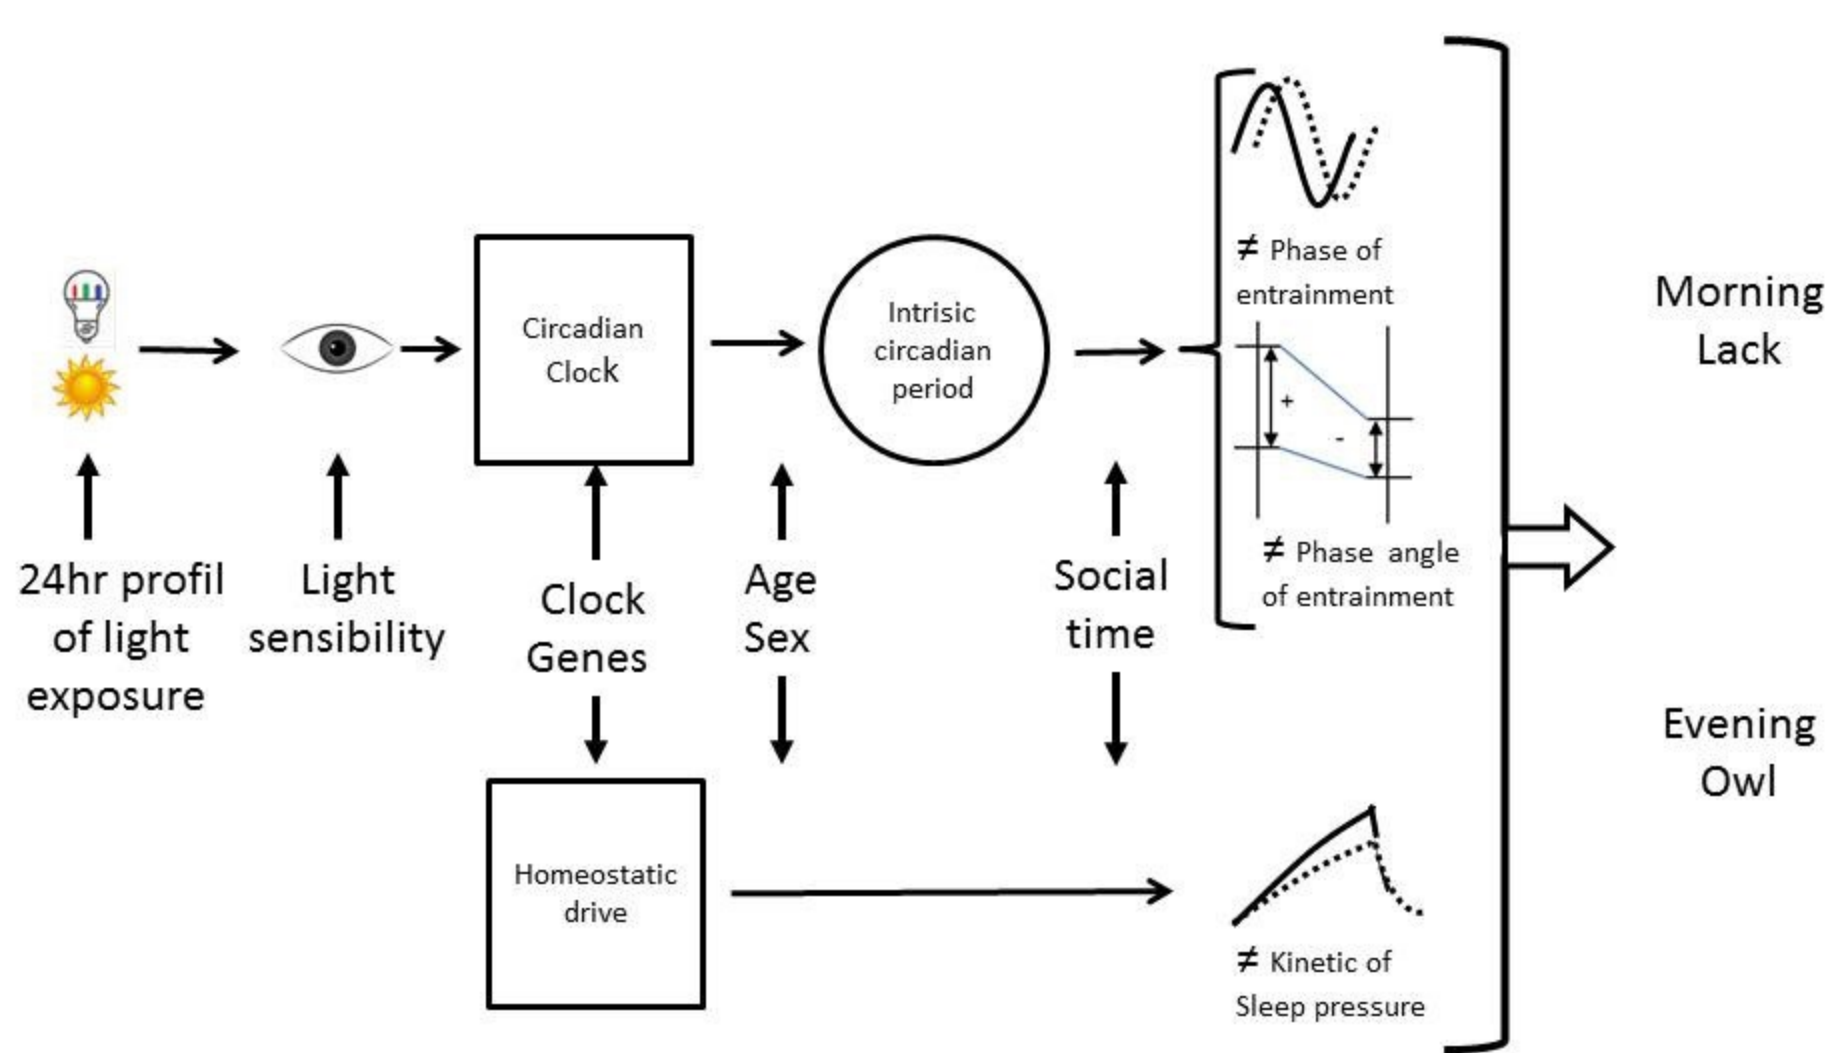 Circadian
Clock
Intrisic
circadian
period
≠ Phase of
entrainment
+
-
≠ Phase angle
of entrainment
Morning
Lack
24hr profil
of light
exposure
Light
sensibility
Clock
Genes
Age
Sex
Social
time
Evening
Owl
Homeostatic
drive
≠ Kinetic of
Sleep pressure